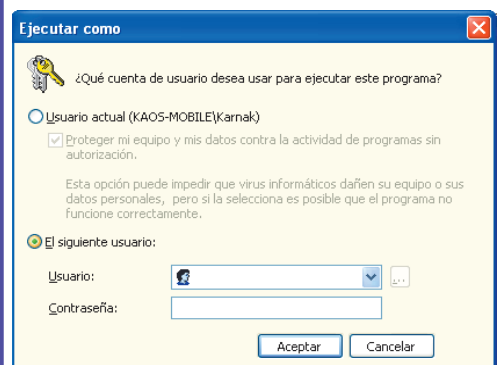 Ejecutar como
¿Qué cuenta de usuario desea usar para ejecutar este programa?
Usuario actual (KAOS-MOBILE\Karnak)
Proteger mi equipo y mis datos contra la actividad de programas sin
autorización.
Esta opción puede impedir que virus informáticos dañen su equipo o sus
datos personales, pero si la selecciona es posible que el programa no
funcione correctamente.
El siguiente usuario:
Usuario:
...
Contraseña:
Aceptar Cancelar